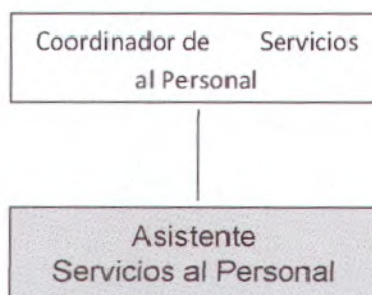 Coordinador de Servicios
al Personal
Asistente
Servicios al Personal